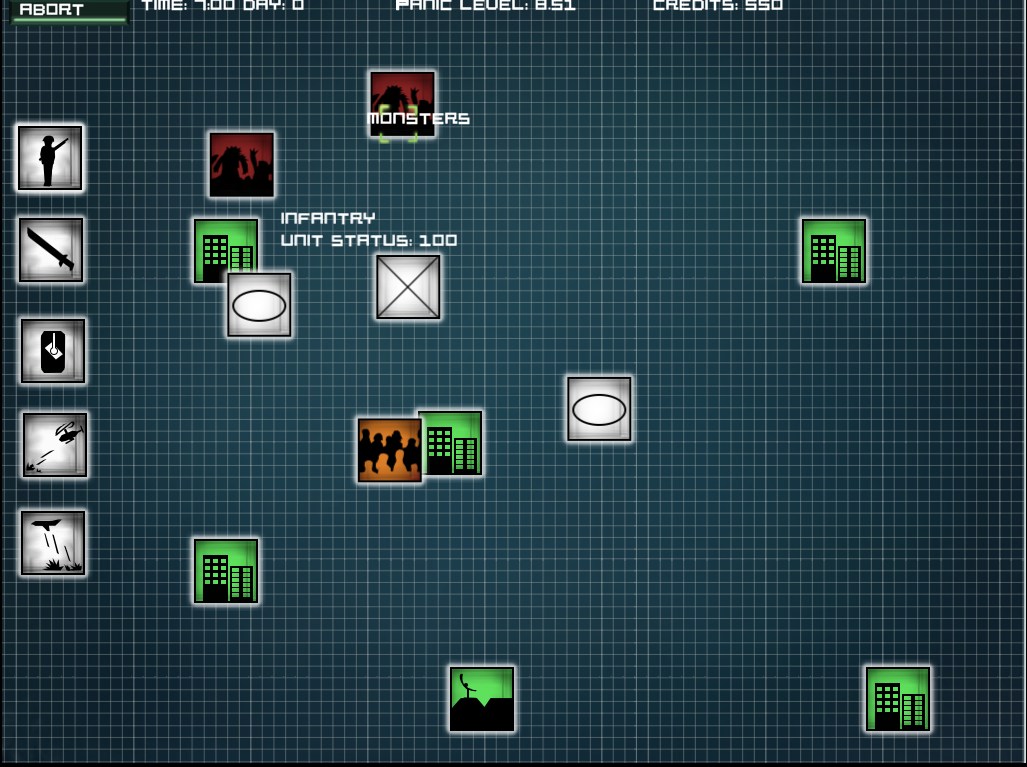 ABORT
TIME: 7:00 DAY: 0
PANIC LEVEL: 8.51
CREDITS: 550
MONSTERS
INFANTRY
UNIT STATUS: 100